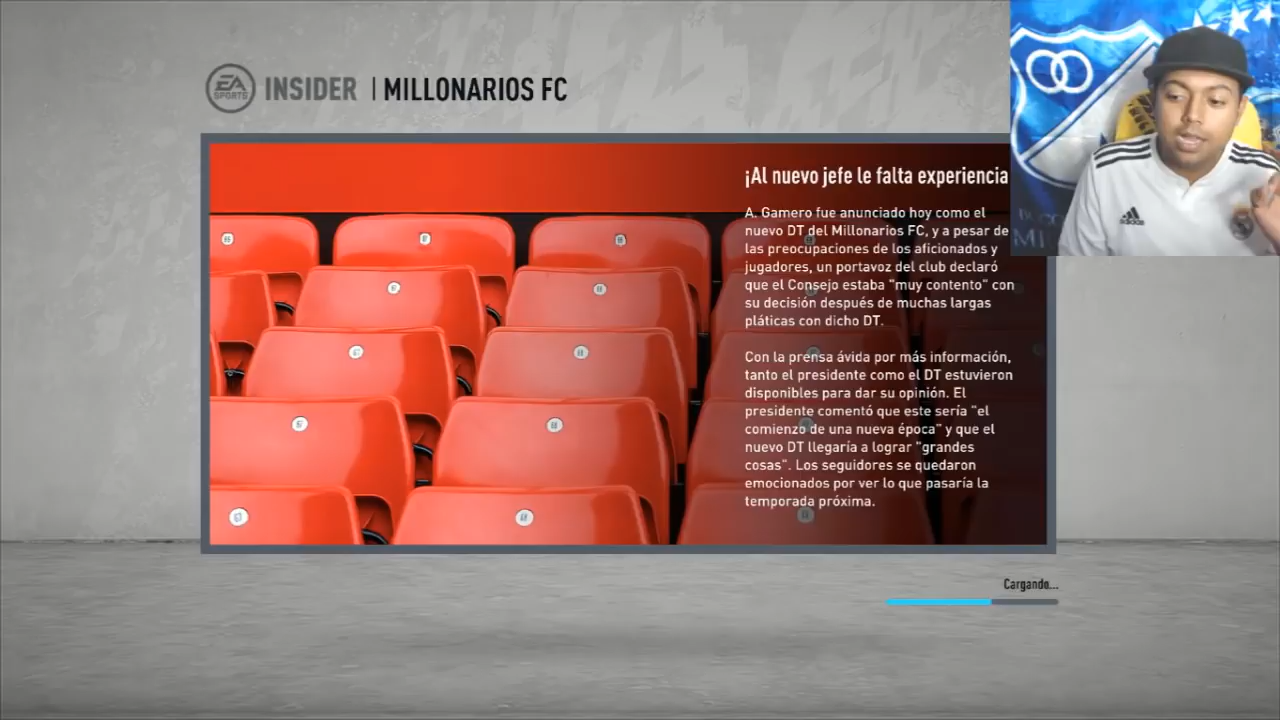 EA
SPORTS
INSIDER | MILLONARIOS FC
¡Al nuevo jefe le falta experiencia
A. Gamero fue anunciado hoy como el
nuevo DT del Millonarios FC, y a pesar de
las preocupaciones de los aficionados y
jugadores, un portavoz del club declaró
que el Consejo estaba "muy contento" con
su decisión después de muchas largas
pláticas con dicho DT.
Con la prensa ávida por más información,
tanto el presidente como el DT estuvieron
disponibles para dar su opinión. El
presidente comentó que este sería "el
comienzo de una nueva época" y que el
nuevo DT llegaría a lograr "grandes
cosas". Los seguidores se quedaron
emocionados por ver lo que pasaría la
temporada próxima.
Cargando...
adidas